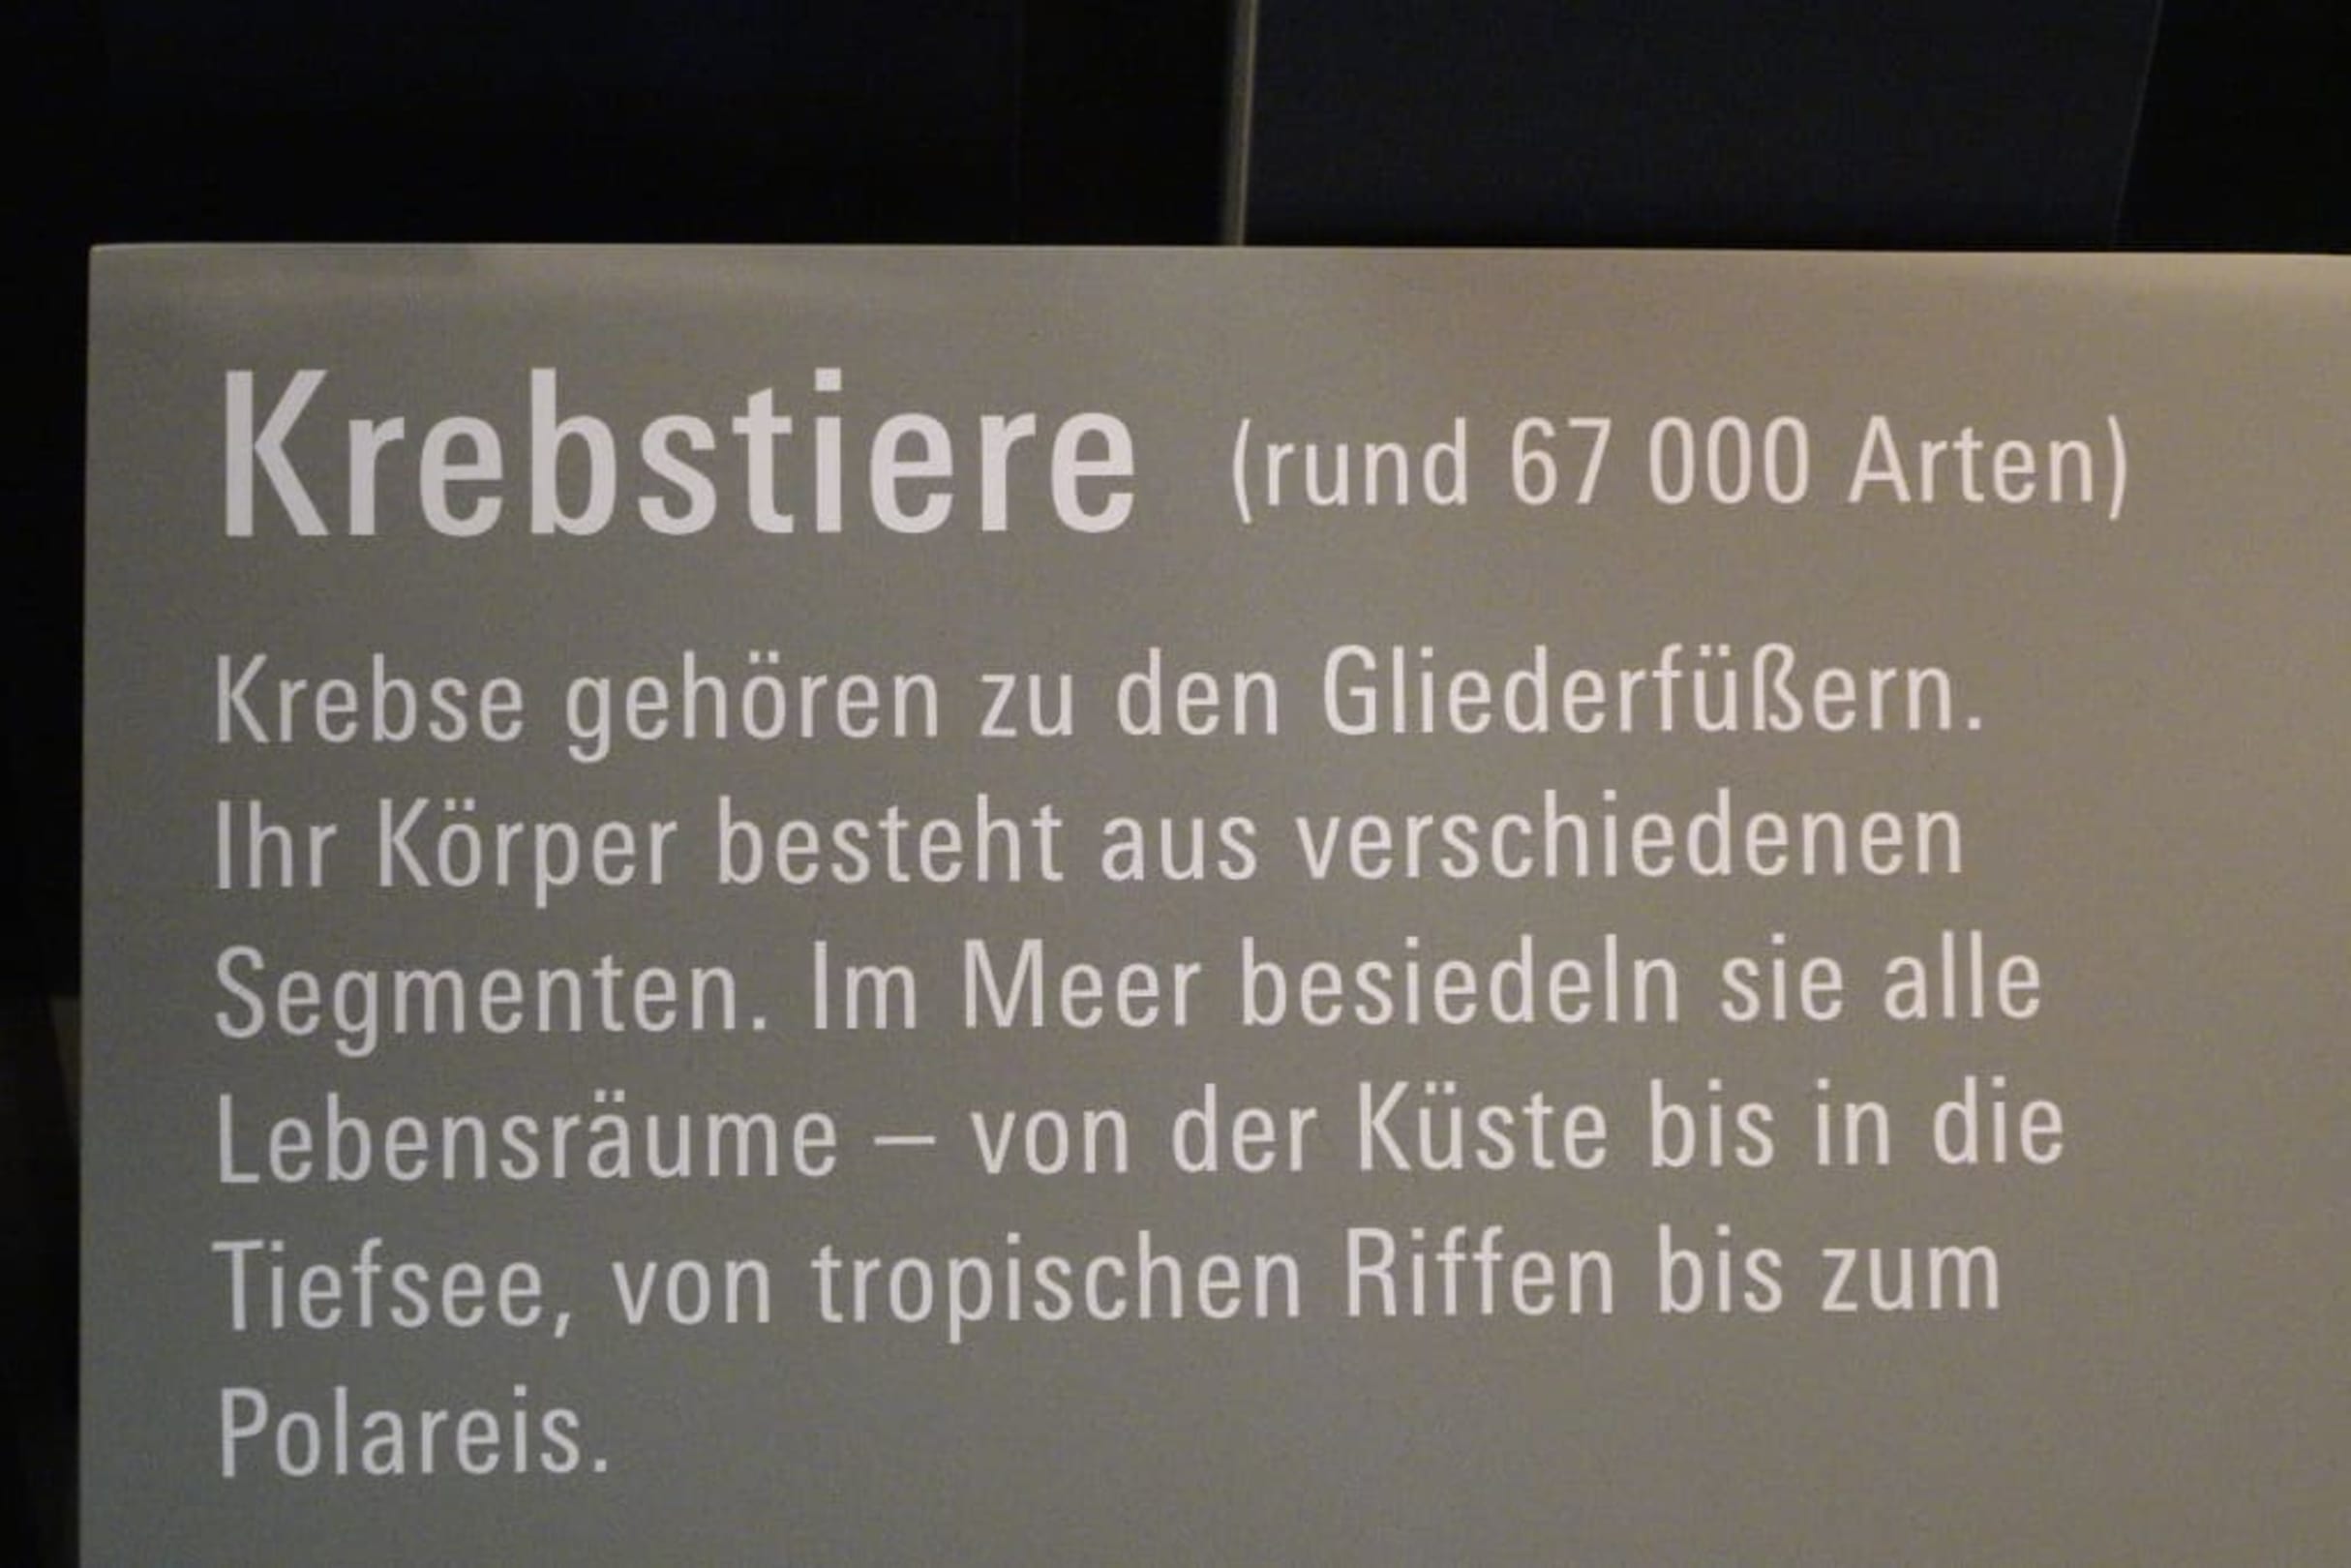 Krebstiere (rund 67 000 Arten)
Krebse gehören zu den Gliederfüßern.
Ihr Körper besteht aus verschiedenen
Segmenten. Im Meer besiedeln sie alle
Lebensräume – von der Küste bis in die
Tiefsee, von tropischen Riffen bis zum
Polareis.